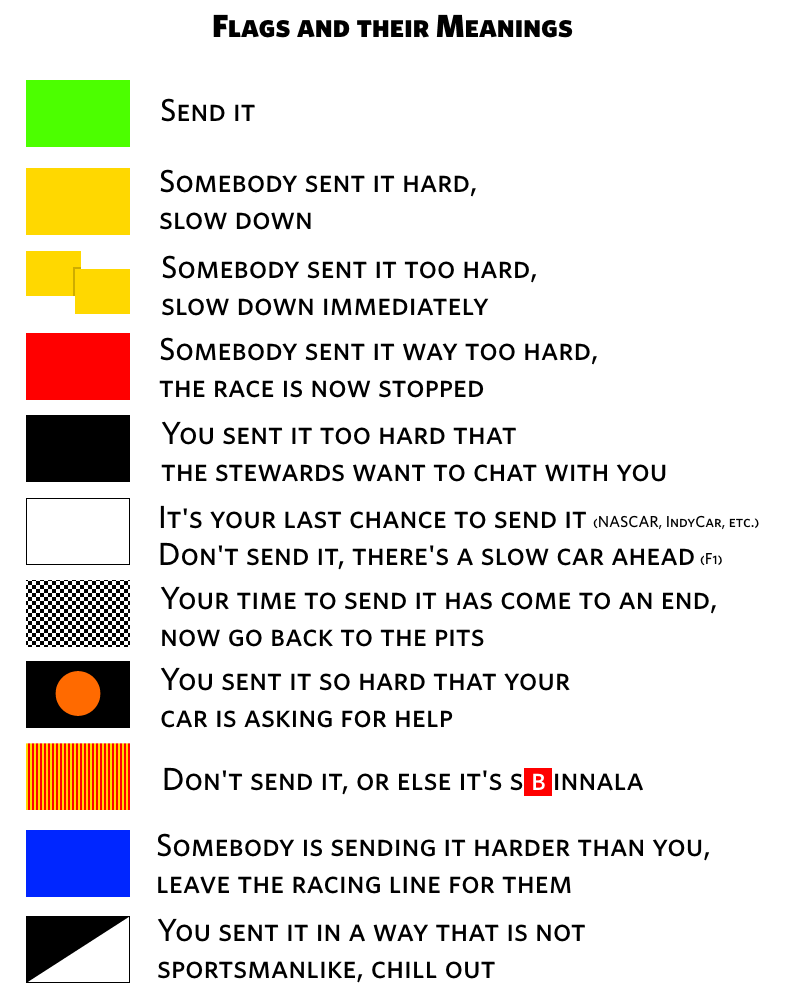 Flags and their Meanings
Send it
Somebody sent it hard,
slow down
Somebody sent it too hard,
slow down immediately
Somebody sent it way too hard,
the race is now stopped
You sent it too hard that
the stewards want to chat with you
It's your last chance to send it (NASCAR, IndyCar, etc.)
Don't send it, there's a slow car ahead (F1)
Your time to send it has come to an end,
now go back to the pits
You sent it so hard that your
car is asking for help
Don't send it, or else it's sBinnala
Somebody is sending it harder than you,
leave the racing line for them
You sent it in a way that is not
sportsmanlike, chill out